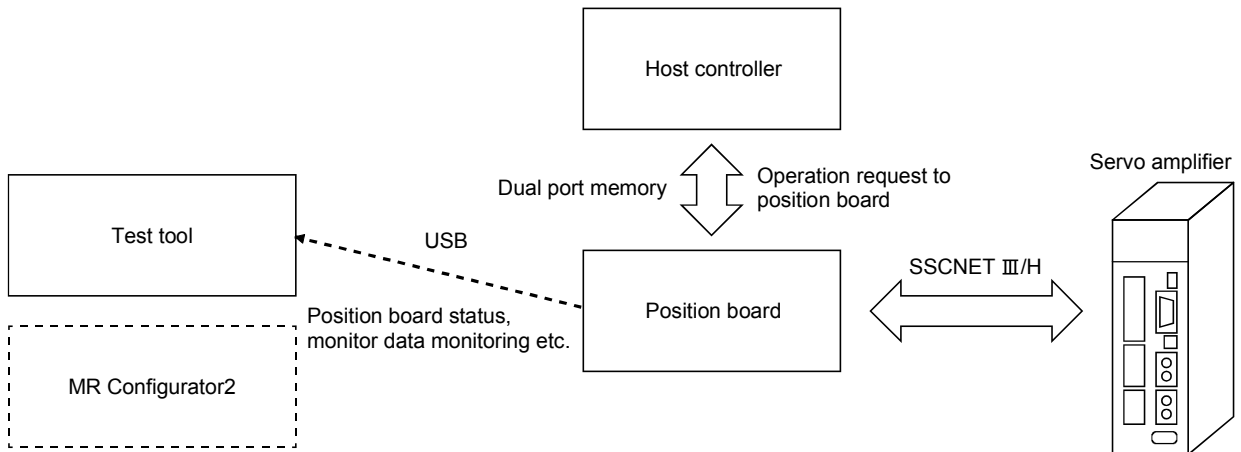 Host controller
Servo amplifier
Dual port memory
Operation request to
position board
Test tool
USB
SSCNET Ⅲ/H
Position board status,
monitor data monitoring etc.
Position board
MR Configurator2